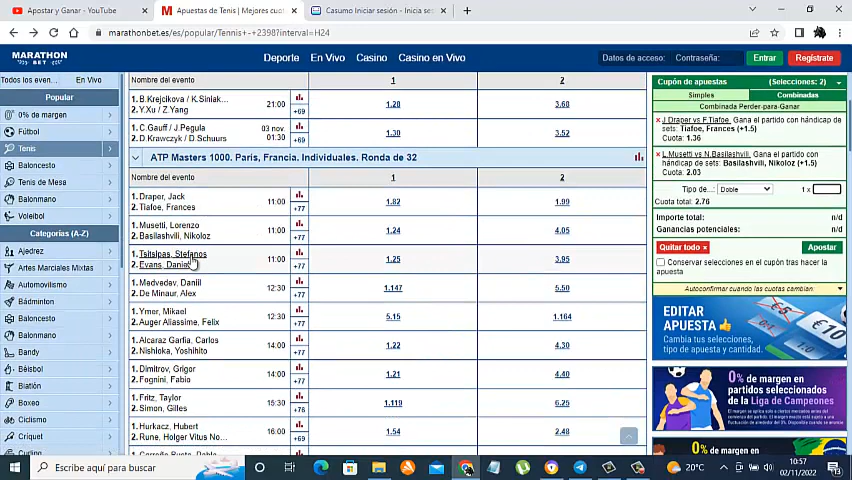 Apostar y Ganar - YouTube
Apuestas de Tenis | Mejores cuot
Casumo Iniciar sesión - Inicia se
marathonbet.es/es/popular/Tennis+-+2398?interval=H24
MARATHON
BET
Deporte
En Vivo
Casino
Casino en Vivo
Datos de acceso:
Contraseña:
Entrar
Regístrate
Todos los even...
En Vivo
Popular
0% de margen
Fútbol
Tenis
Baloncesto
Tenis de Mesa
Balonmano
Voleibol
Categorías (A-Z)
Ajedrez
Artes Marciales Mixtas
Automovilismo
Bádminton
Baloncesto
Balonmano
Bandy
Béisbol
Biatlón
Boxeo
Ciclismo
Críquet
Curling
Nombre del evento
1
2
1. B.Krejcikova / K.Siniak...
2. Y.Xu / Z.Yang
21:00
+69
1.28
3.68
1. C.Gauff / J.Pegula
2. D.Krawczyk / D.Schuurs
03 nov.
01:30
+69
1.30
3.52
ATP Masters 1000. París, Francia. Individuales. Ronda de 32
Nombre del evento
1
2
1. Draper, Jack
2. Tiafoe, Frances
11:00
+77
1.82
1.99
1. Musetti, Lorenzo
2. Basilashvili, Nikoloz
11:00
+77
1.24
4.05
1. Tsitsipas, Stefanos
2. Evans, Daniel
11:00
+77
1.25
3.95
1. Medvedev, Daniil
2. De Minaur, Alex
12:30
+77
1.147
5.50
1. Ymer, Mikael
2. Auger Aliassime, Felix
12:30
+77
5.15
1.164
1. Alcaraz Garfia, Carlos
2. Nishioka, Yoshihito
14:00
+77
1.22
4.30
1. Dimitrov, Grigor
2. Fognini, Fabio
14:00
+77
1.21
4.40
1. Fritz, Taylor
2. Simon, Gilles
15:30
+76
1.119
6.25
1. Hurkacz, Hubert
2. Rune, Holger Vitus No...
16:00
+69
1.54
2.48
Cupón de apuestas
(Selecciones: 2)
Simples
Combinadas
Combinada Perder-para-Ganar
J.Draper vs F.Tiafoe, Gana el partido con hándicap de
sets: Tiafoe, Frances (+1.5)
Cuota: 1.36
L.Musetti vs N.Basilashvili, Gana el partido con
hándicap de sets: Basilashvili, Nikoloz (+1.5)
Cuota: 2.03
Tipo de...
Doble
1 x
Cuota total: 2.76
Importe total:
n/d
Ganancias potenciales:
n/d
Quitar todo
Apostar
Conservar selecciones en el cupón tras hacer la
apuesta
Autoconfirmar cuando las cuotas cambian:
EDITAR
APUESTA
Cambia tus selecciones,
tipo de apuesta y cantidad.
0% de margen
en partidos seleccionados
de la Liga de Campeones
0% de margen
Escribe aquí para buscar
20°C
10:57
02/11/2022